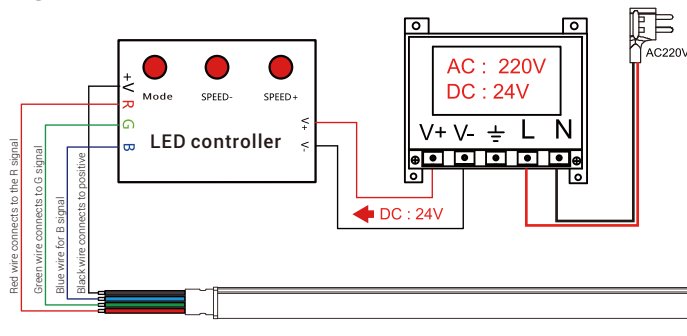 AC220V
AC : 220V
DC : 24V
V+ V- L N
Mode SPEED- SPEED+
LED controller
+V
R
G
B
V+
V-
DC : 24V
Red wire connects to the R signal
Green wire connects to G signal
Blue wire for B signal
Black wire connects to positive